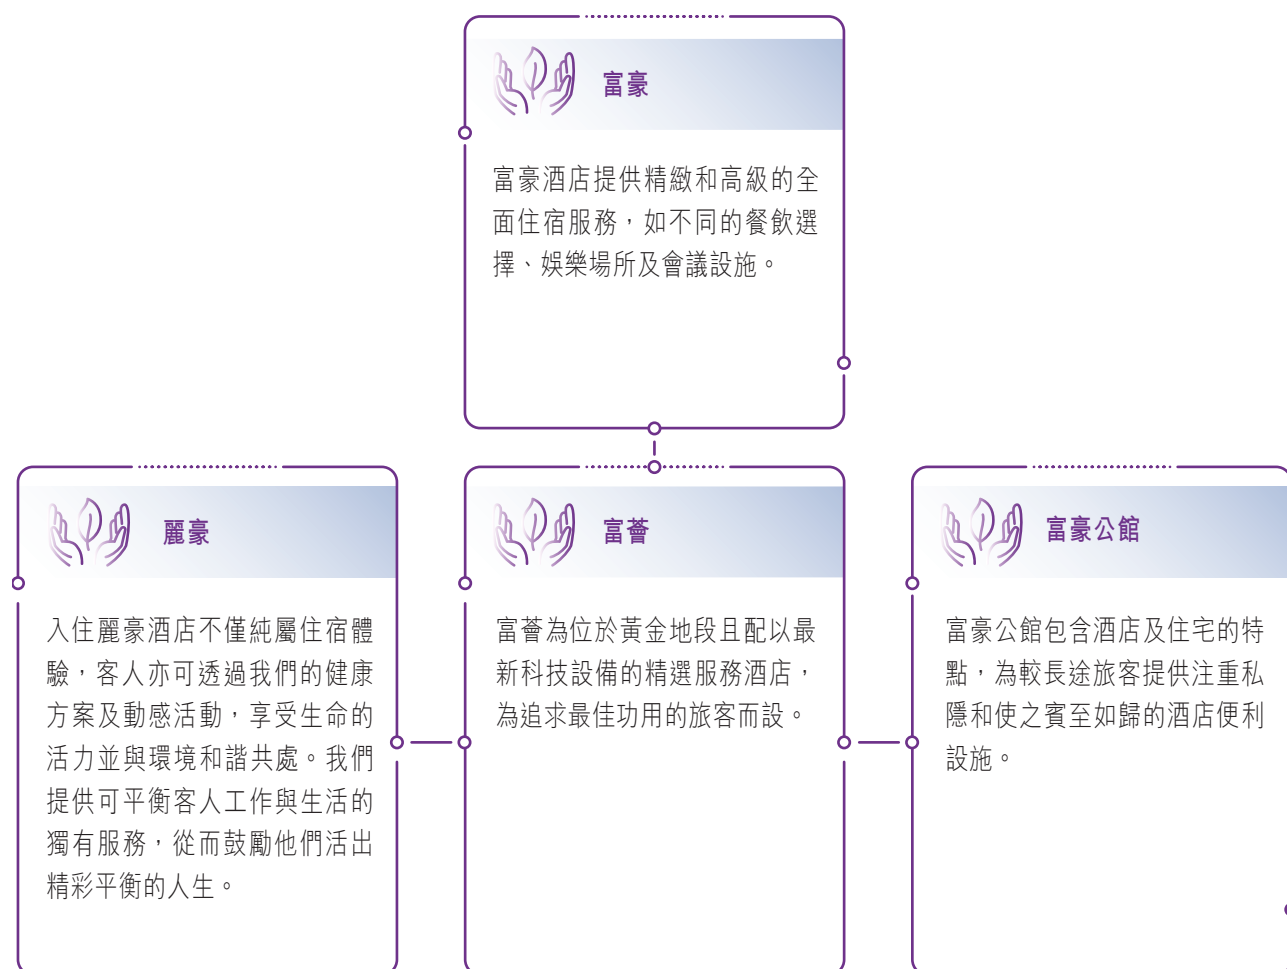 富豪
富豪酒店提供精緻和高級的全
面住宿服務，如不同的餐飲選
擇、娛樂場所及會議設施。
麗豪
入住麗豪酒店不僅純屬住宿體
驗，客人亦可透過我們的健康
方案及動感活動，享受生命的
活力並與環境和諧共處。我們
提供可平衡客人工作與生活的
獨有服務，從而鼓勵他們活出
精彩平衡的人生。
富薈
富薈為位於黃金地段且配以最
新科技設備的精選服務酒店，
為追求最佳功用的旅客而設。
富豪公館
富豪公館包含酒店及住宅的特
點，為較長途旅客提供注重私
隱和使之賓至如歸的酒店便利
設施。